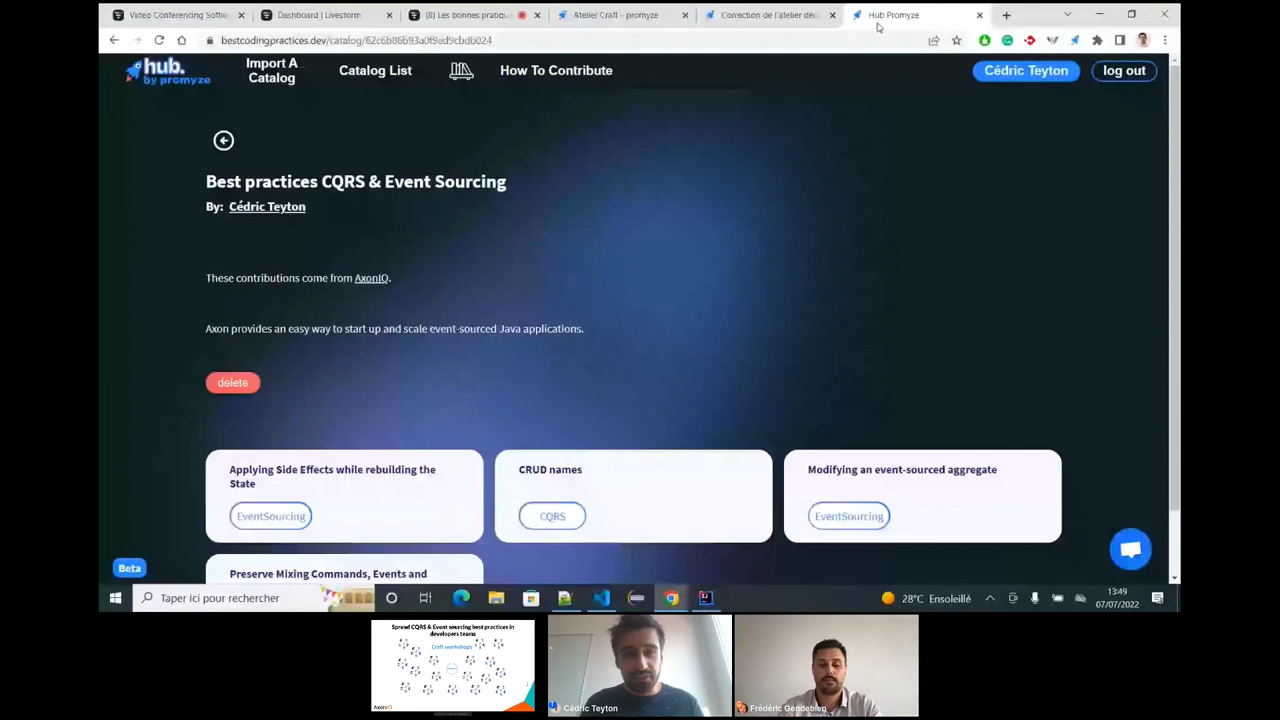 Video Conferencing Softw
Dashboard | Livestorm
(8) Les bonnes pratiqu
Atelier Craft – promyze
Correction de l'atelier déc
Hub Promyze
bestcodingpractices.dev/catalog/62c6b86b93a0f9ed9cbdb024
hub.
by promyze
Import A
Catalog
Catalog List
How To Contribute
Cédric Teyton
log out
Best practices CQRS & Event Sourcing
By: Cédric Teyton
These contributions come from AxonIQ.
Axon provides an easy way to start up and scale event-sourced Java applications.
delete
Applying Side Effects while rebuilding the
State
EventSourcing
CRUD names
CQRS
Modifying an event-sourced aggregate
EventSourcing
Preserve Mixing Commands, Events and
Beta
Taper ici pour rechercher
28°C Ensoleillé
13:49
07/07/2022
Spread CQRS & Event sourcing best practices in
developers teams
Craft workshops
AxonIQ
Cédric Teyton
Frédéric Gendebien